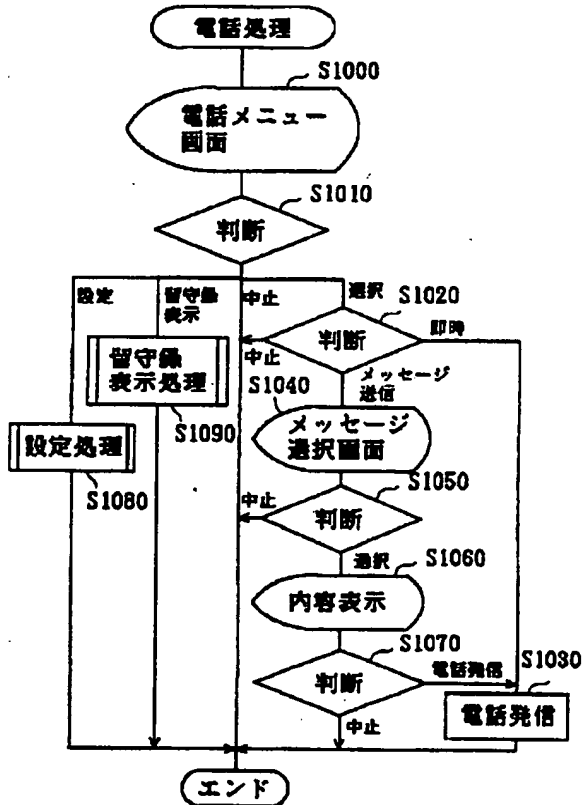 電話処理
S1000
電話メニュー
画面
S1010
判断
設定
留守録
表示
中止
選択
S1020
判断
即時
中止
留守録
表示処理
S1090
メッセージ
送信
S1040
メッセージ
選択画面
設定処理
S1080
S1050
中止
判断
選択
S1060
内容表示
S1070
判断
電話発信
S1030
電話発信
中止
エンド